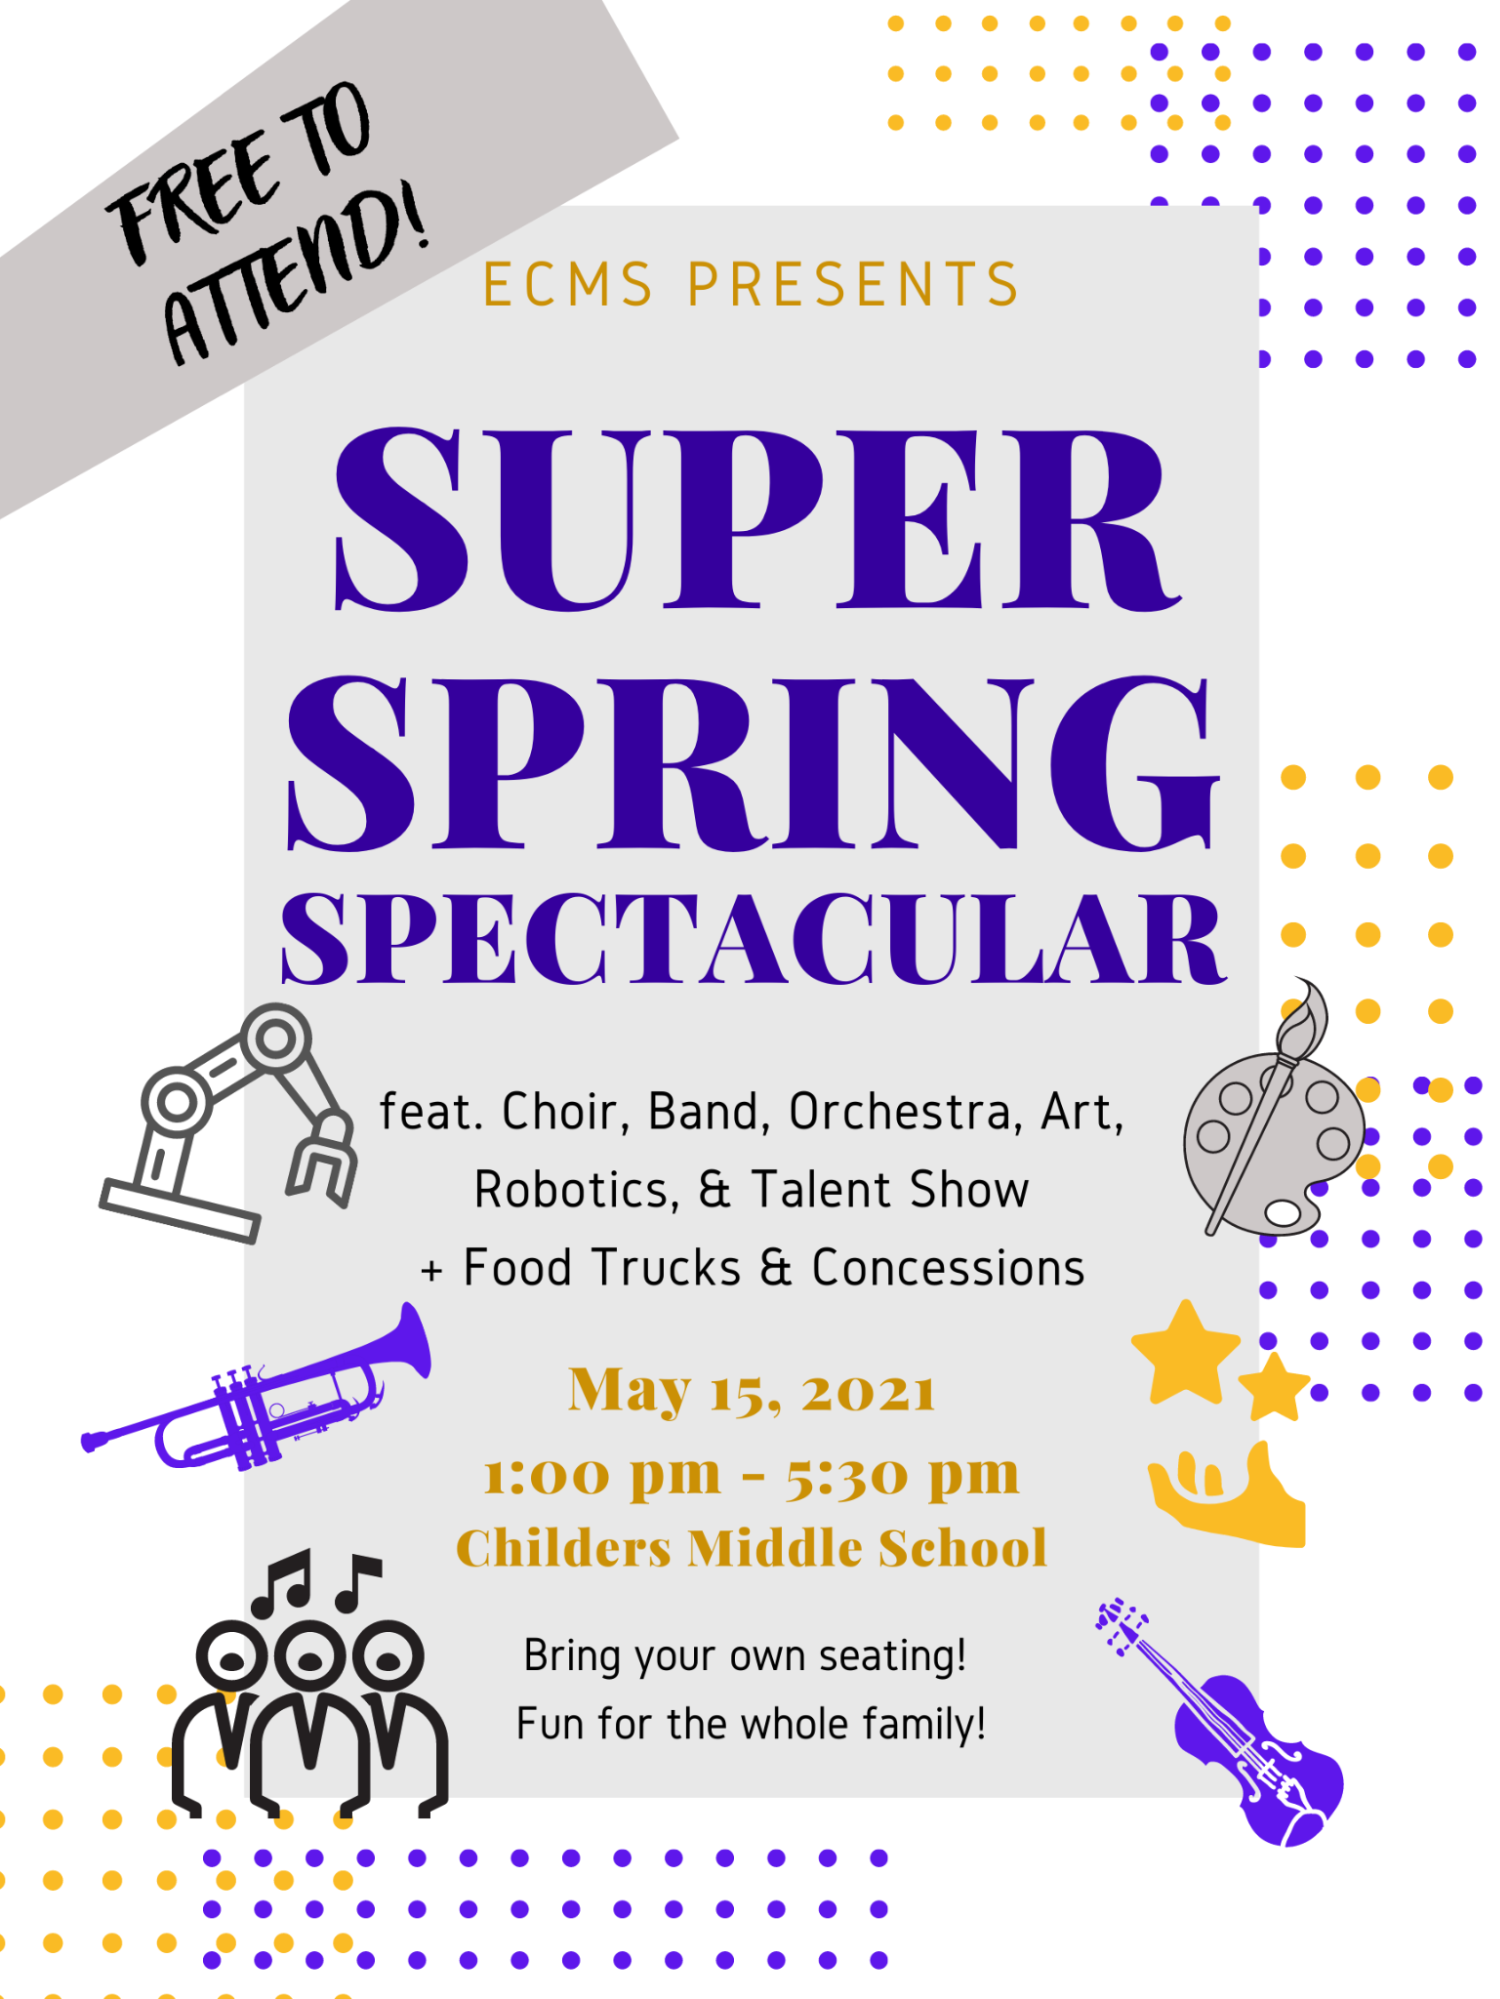 FREE TO
ATTEND!
ECMS PRESENTS
SUPER
SPRING
SPECTACULAR
feat. Choir, Band, Orchestra, Art,
Robotics, & Talent Show
+ Food Trucks & Concessions
May 15, 2021
1:00 pm - 5:30 pm
Childers Middle School
Bring your own seating!
Fun for the whole family!